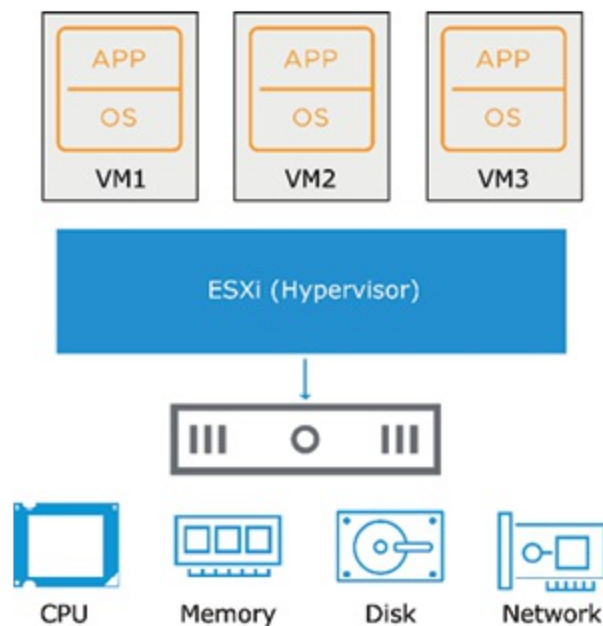 APP APP APP
OS OS OS
VM1 VM2 VM3
ESXi (Hypervisor)
CPU Memory Disk Network